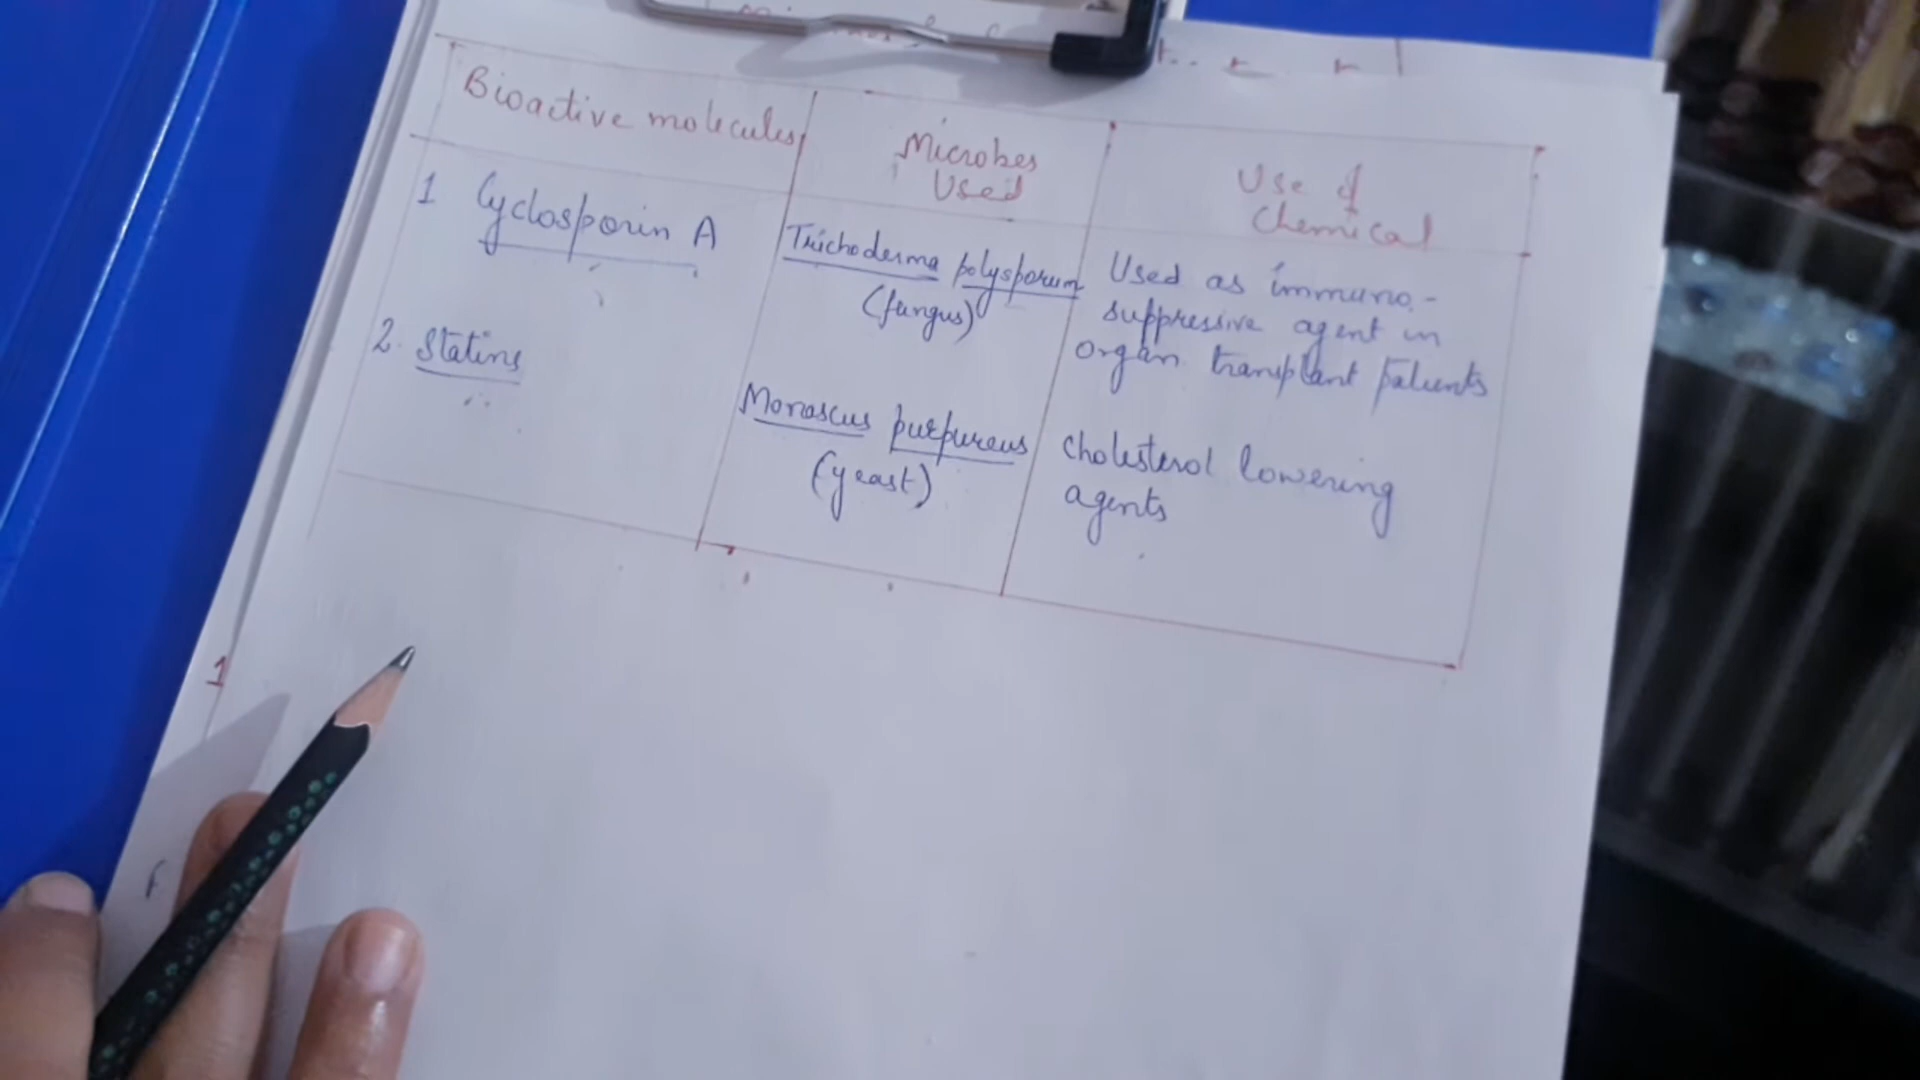 Bioactive molecules
Microbes
Used
Use of
Chemical
1 Cyclosporin A
Trichoderma polysporum
(fungus)
Used as immuno-
suppressive agent in
organ transplant patients
2. Statins
Monascus purpureus
(yeast)
Cholesterol lowering
agents
1